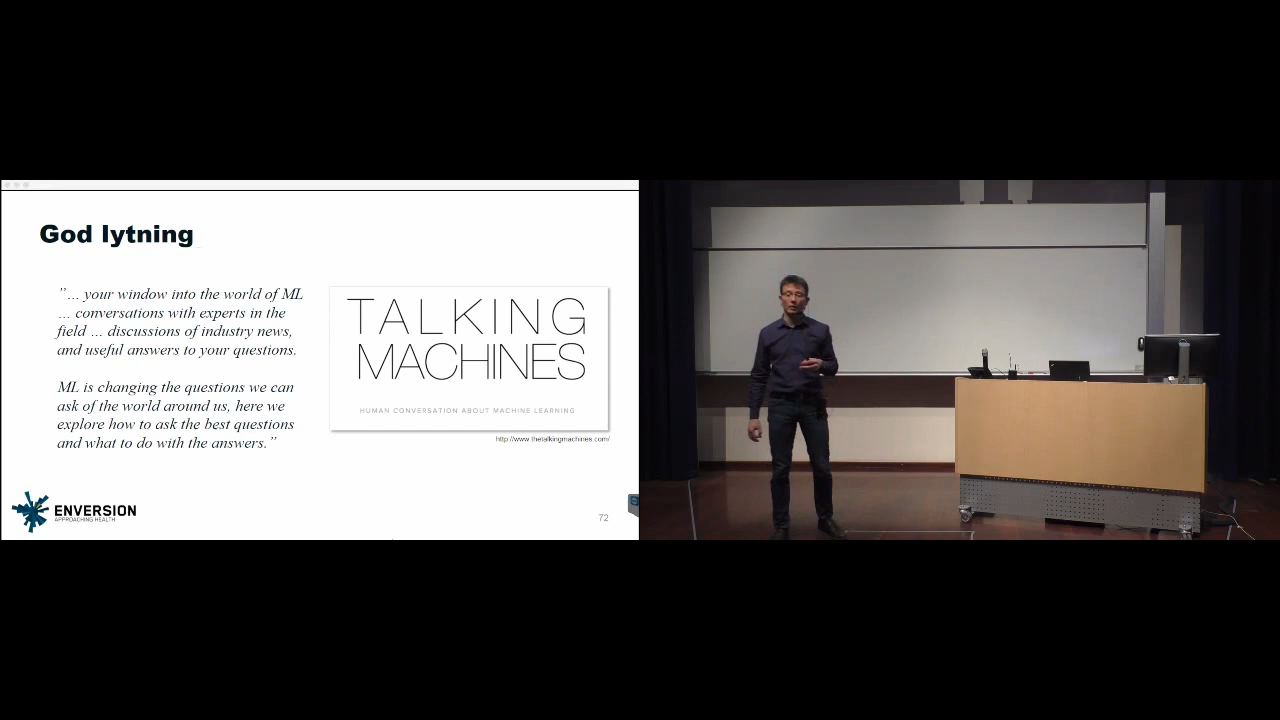 God lytning
”… your window into the world of ML
… conversations with experts in the
field … discussions of industry news,
and useful answers to your questions.
ML is changing the questions we can
ask of the world around us, here we
explore how to ask the best questions
and what to do with the answers.”
TALKING
MACHINES
HUMAN CONVERSATION ABOUT MACHINE LEARNING
http://www.thetalkingmachines.com/
ENVERSION
APPROACHING HEALTH
72